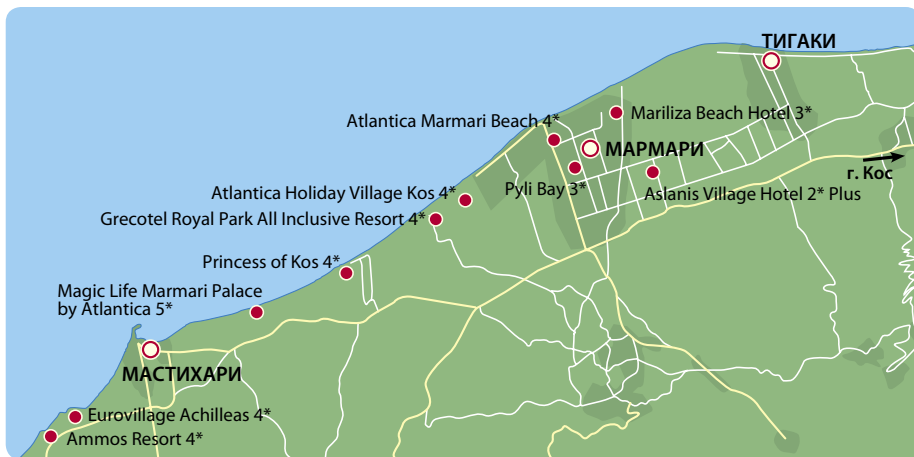 ТИГАКИ
Mariliza Beach Hotel 3*
Atlantica Marmari Beach 4*
МАРМАРИ
г. Кос
Pyli Bay 3*
Aslanis Village Hotel 2* Plus
Atlantica Holiday Village Kos 4*
Grecotel Royal Park All Inclusive Resort 4*
Princess of Kos 4*
Magic Life Marmari Palace
by Atlantica 5*
МАСТИХАРИ
Eurovillage Achilleas 4*
Ammos Resort 4*